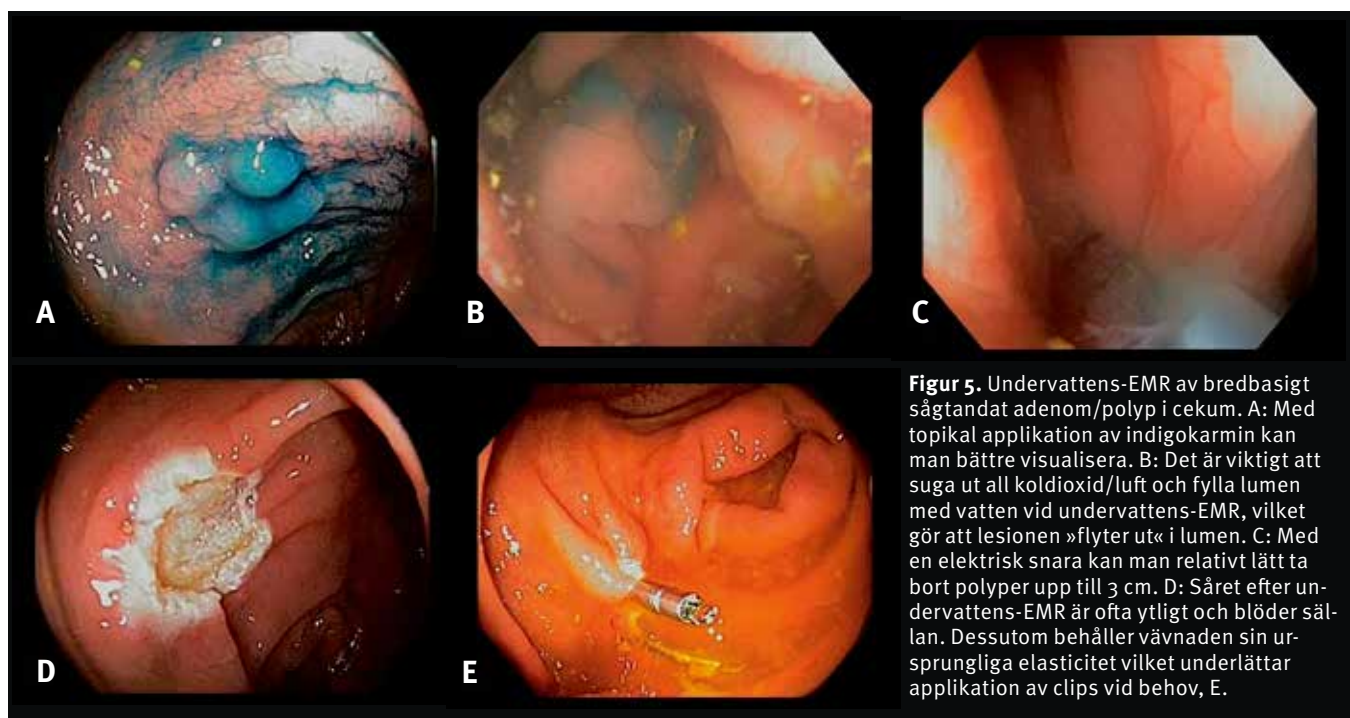 A
B
C
D
E
Figur 5. Undervattens-EMR av bredbasigt
sågtandat adenom/polyp i cekum. A: Med
topikal applikation av indigokarmin kan
man bättre visualisera. B: Det är viktigt att
suga ut all koldioxid/luft och fylla lumen
med vatten vid undervattens-EMR, vilket
gör att lesionen »flyter ut« i lumen. C: Med
en elektrisk snara kan man relativt lätt ta
bort polyper upp till 3 cm. D: Såret efter un-
dervattens-EMR är ofta ytligt och blöder säl-
lan. Dessutom behåller vävnaden sin ur-
sprungliga elasticitet vilket underlättar
applikation av clips vid behov, E.